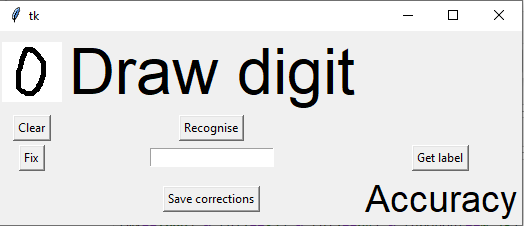 tk
0 Draw digit
Clear Recognise
Fix Get label
Save corrections Accuracy